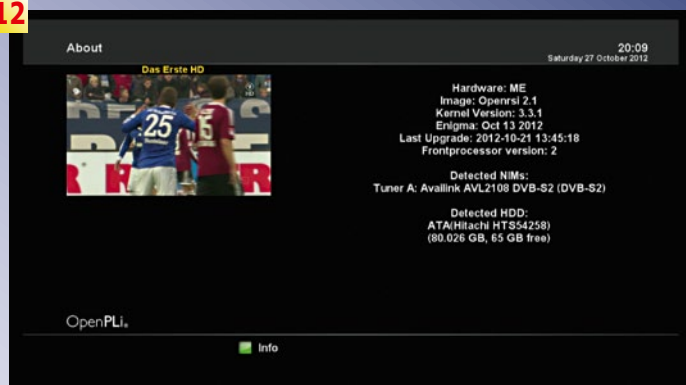 12
About
20:09
Saturday 27 October 2012
Das Erste HD
25
Hardware: ME
Image: Openrsi 2.1
Kernel Version: 3.3.1
Enigma: Oct 13 2012
Last Upgrade: 2012-10-21 13:45:18
Frontprocessor version: 2
Detected NIMs:
Tuner A: Availink AVL2108 DVB-S2 (DVB-S2)
Detected HDD:
ATA(Hitachi HTS54258)
(80.026 GB, 65 GB free)
OpenPLi.
Info